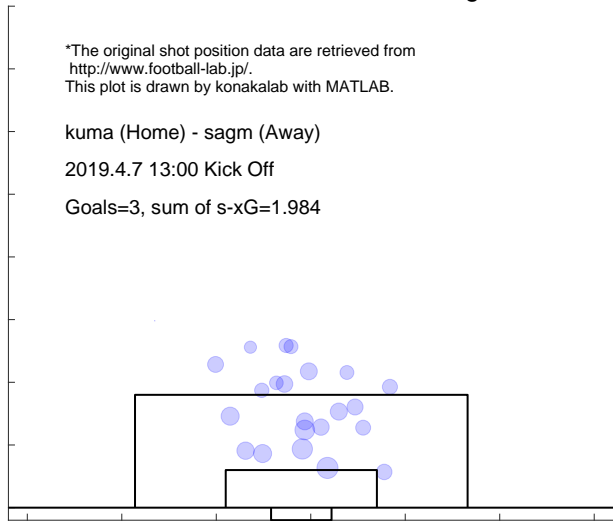 *The original shot position data are retrieved from
http://www.football-lab.jp/.
This plot is drawn by konakalab with MATLAB.
kuma (Home) - sagm (Away)
2019.4.7 13:00 Kick Off
Goals=3, sum of s-xG=1.984